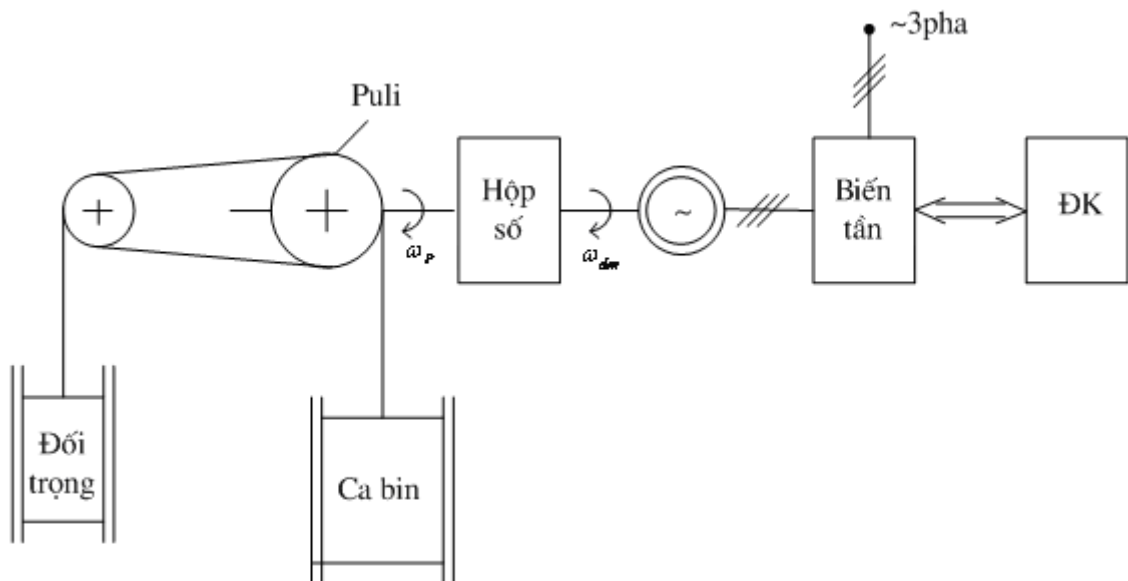 ~3pha
Puli
Hộp
số
~
Biến
tần
ĐK
ω_P
ω_đm
Đối
trọng
Ca bin